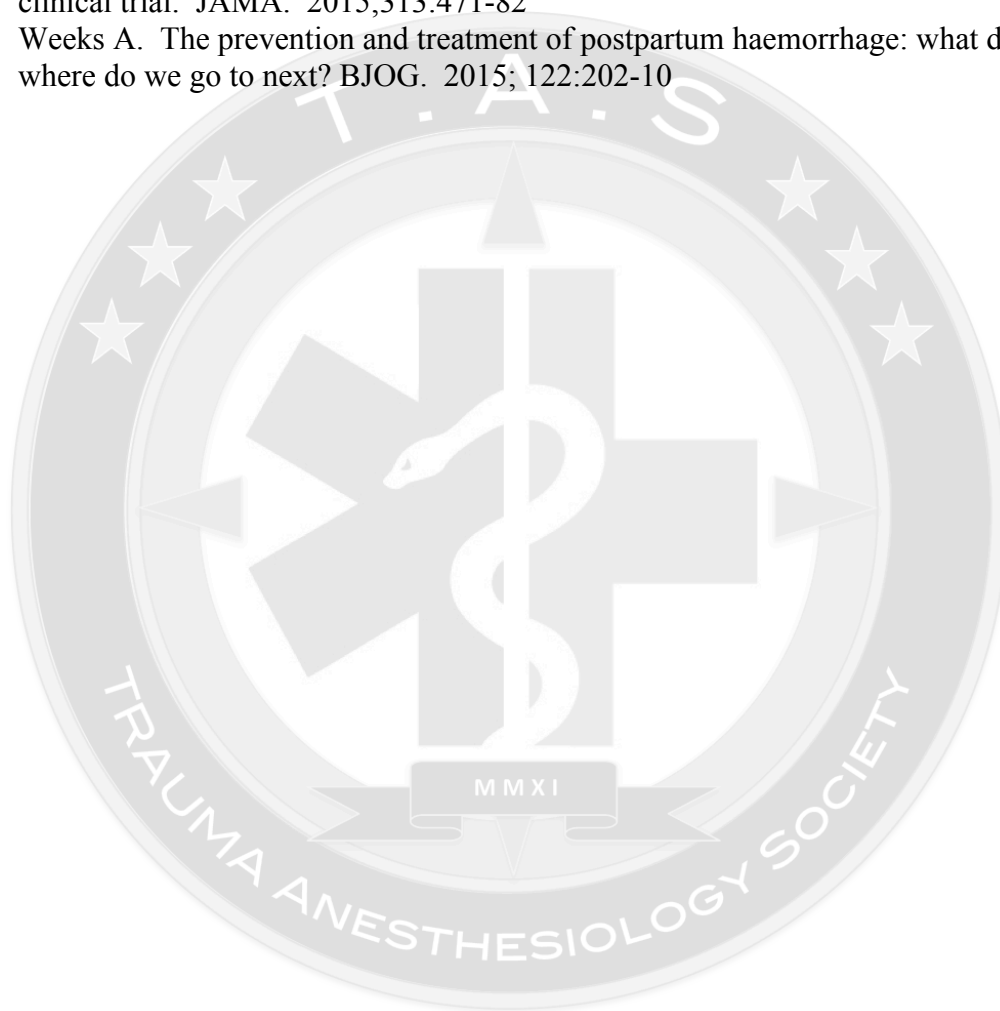 clinical trial. JAMA. 2015;313:471-82
Weeks A. The prevention and treatment of postpartum haemorrhage: what d
where do we go to next? BJOG. 2015; 122:202-10
T.A.S
MMXI
TRAUMA ANESTHESIOLOGY SOCIETY